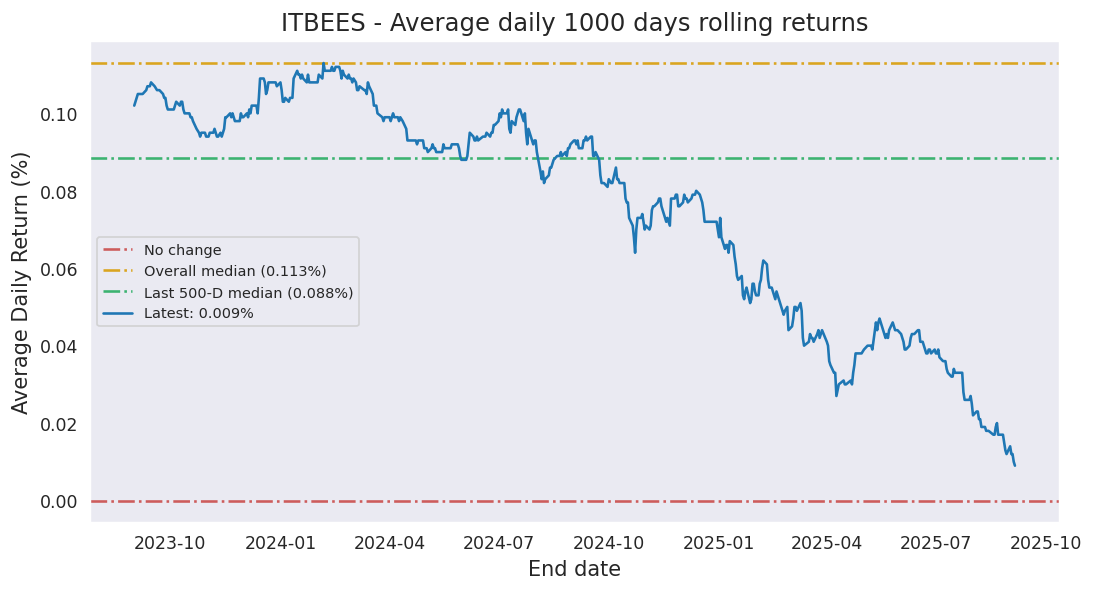 ITBEES - Average daily 1000 days rolling returns
Average Daily Return (%)
0.10
0.08
0.06
0.04
0.02
0.00
No change
Overall median (0.113%)
Last 500-D median (0.088%)
Latest: 0.009%
2023-10 2024-01 2024-04 2024-07 2024-10 2025-01 2025-04 2025-07 2025-10
End date